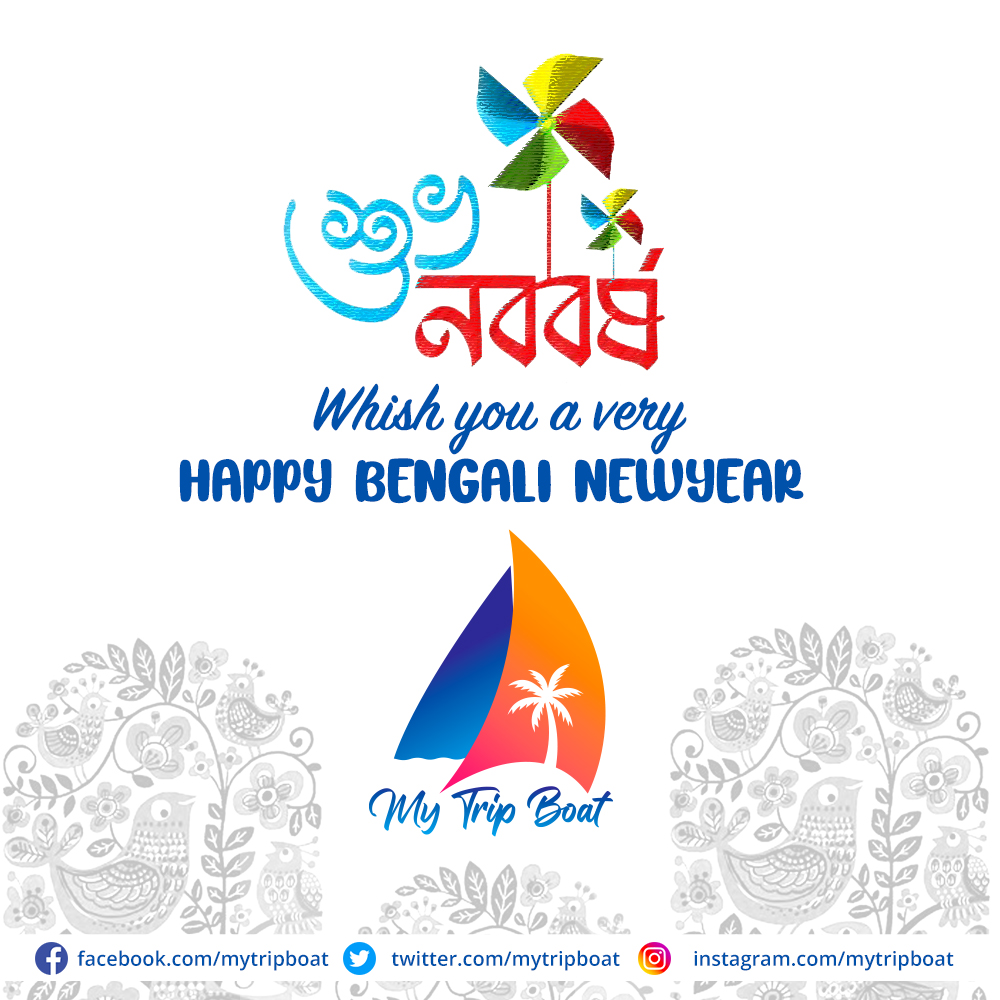 শুভ
নববর্ষ
Whish you a very
HAPPY BENGALI NEWYEAR
My Trip Boat
facebook.com/mytripboat twitter.com/mytripboat instagram.com/mytripboat